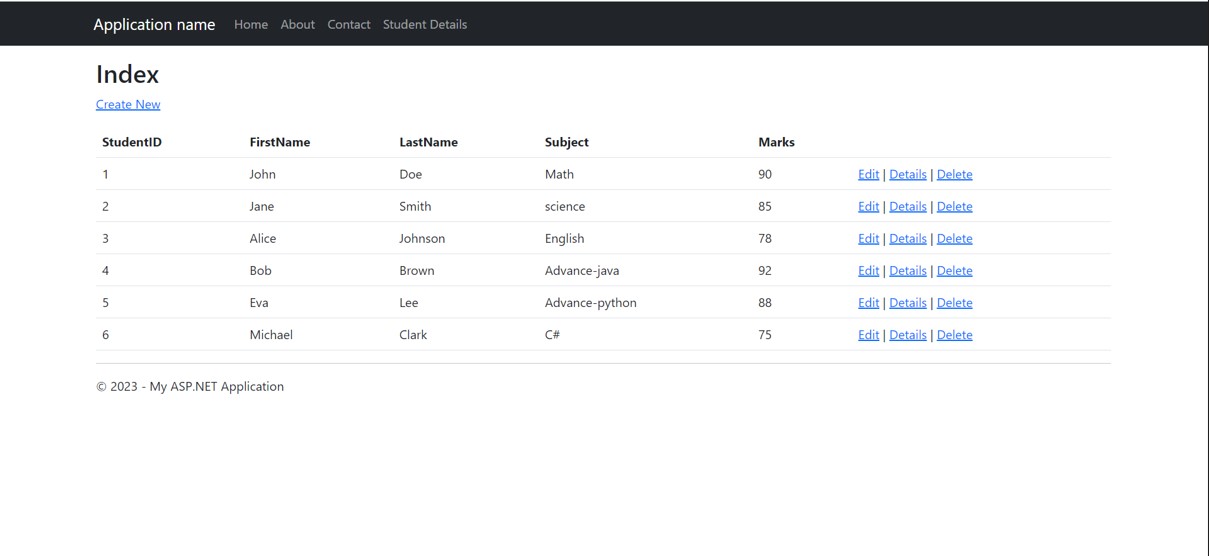 Application name Home About Contact Student Details
Index
Create New
StudentID FirstName LastName Subject Marks
1 John Doe Math 90 Edit | Details | Delete
2 Jane Smith science 85 Edit | Details | Delete
3 Alice Johnson English 78 Edit | Details | Delete
4 Bob Brown Advance-java 92 Edit | Details | Delete
5 Eva Lee Advance-python 88 Edit | Details | Delete
6 Michael Clark C# 75 Edit | Details | Delete
© 2023 - My ASP.NET Application